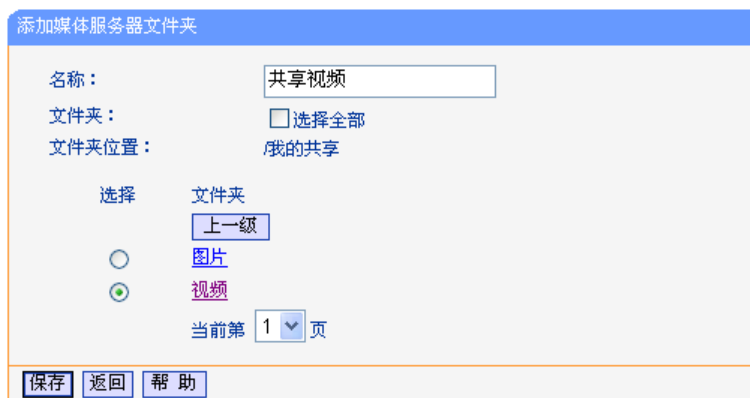 添加媒体服务器文件夹
名称： 共享视频
文件夹： 选择全部
文件夹位置： /我的共享
选择 文件夹
上一级
图片
视频
当前第 1 页
保存 返回 帮 助